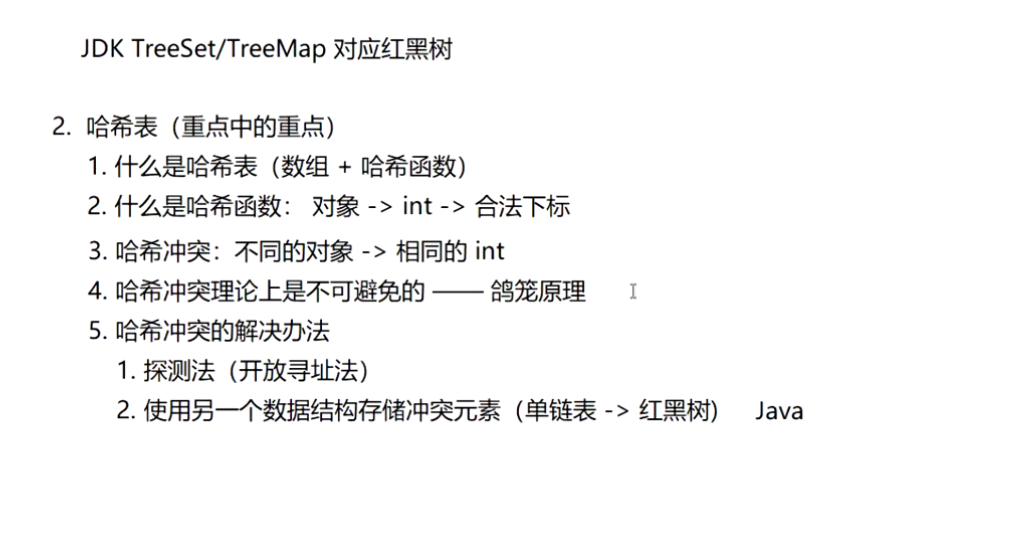 JDK TreeSet/TreeMap 对应红黑树
2. 哈希表（重点中的重点）
1. 什么是哈希表（数组 + 哈希函数）
2. 什么是哈希函数： 对象 -> int -> 合法下标
3. 哈希冲突：不同的对象 -> 相同的 int
4. 哈希冲突理论上是不可避免的 —— 鸽笼原理
5. 哈希冲突的解决办法
1. 探测法（开放寻址法）
2. 使用另一个数据结构存储冲突元素（单链表 -> 红黑树） Java